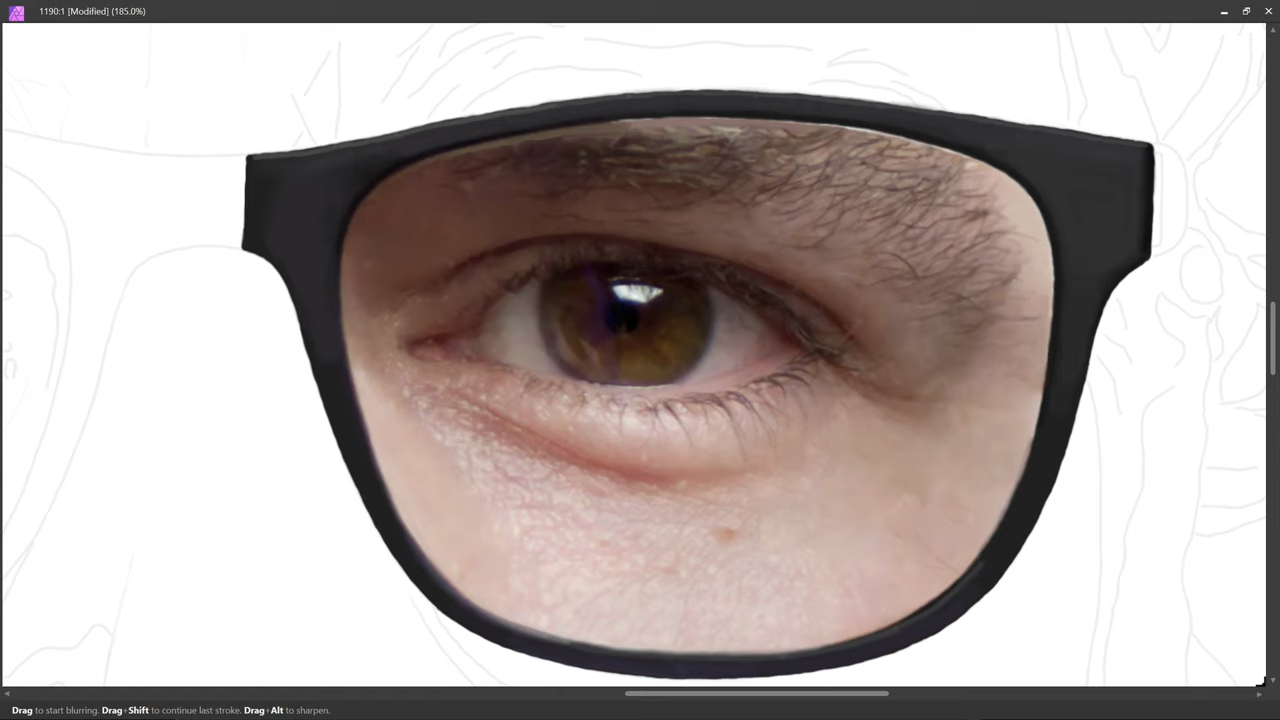 1190:1 [Modified] (185.0%)
Drag to start blurring. Drag+Shift to continue last stroke. Drag+Alt to sharpen.